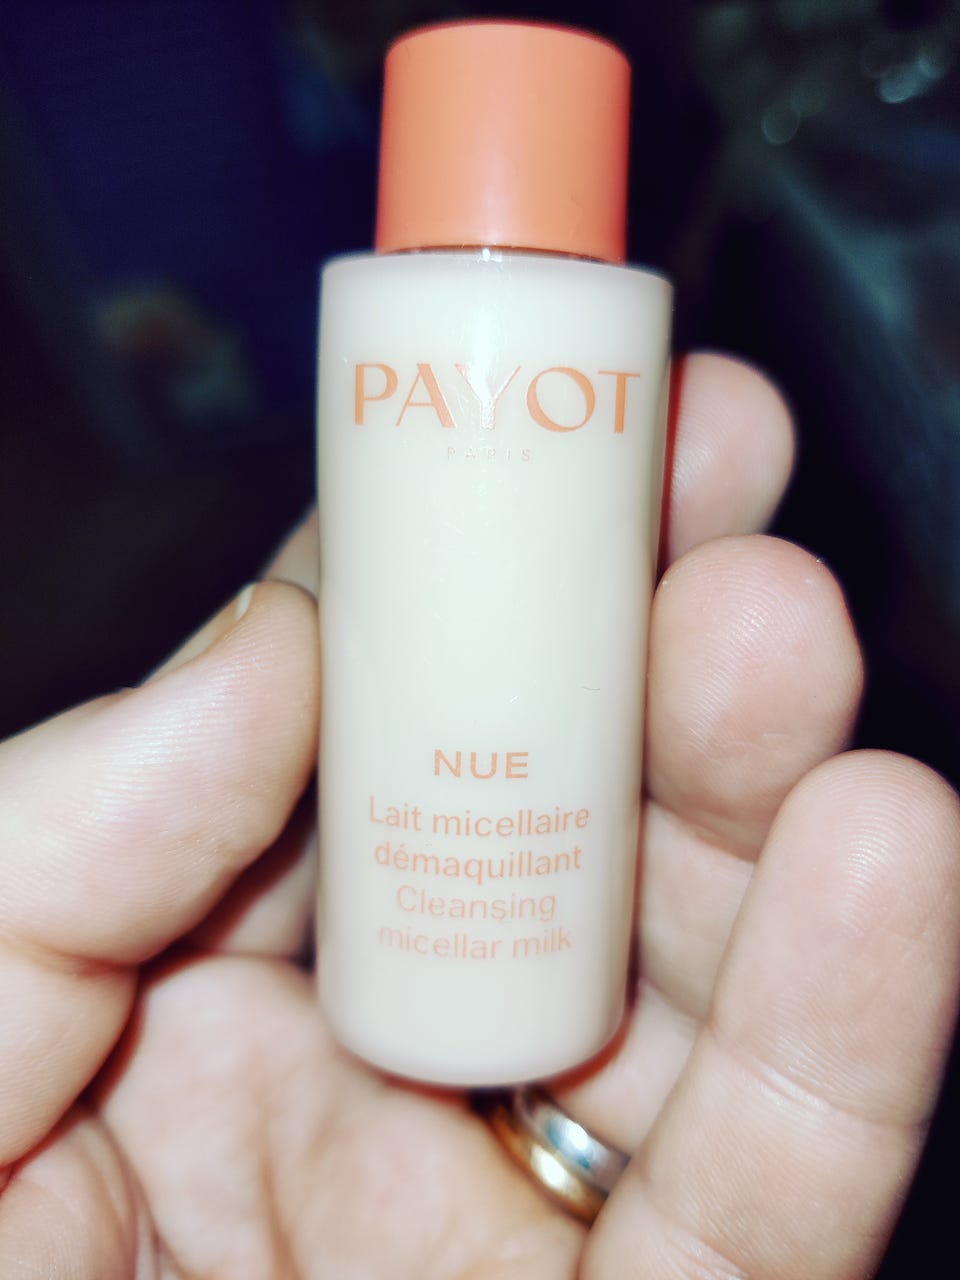 PAYOT
PARIS
NUE
Lait micellaire
démaquillant
Cleansing
micellar milk